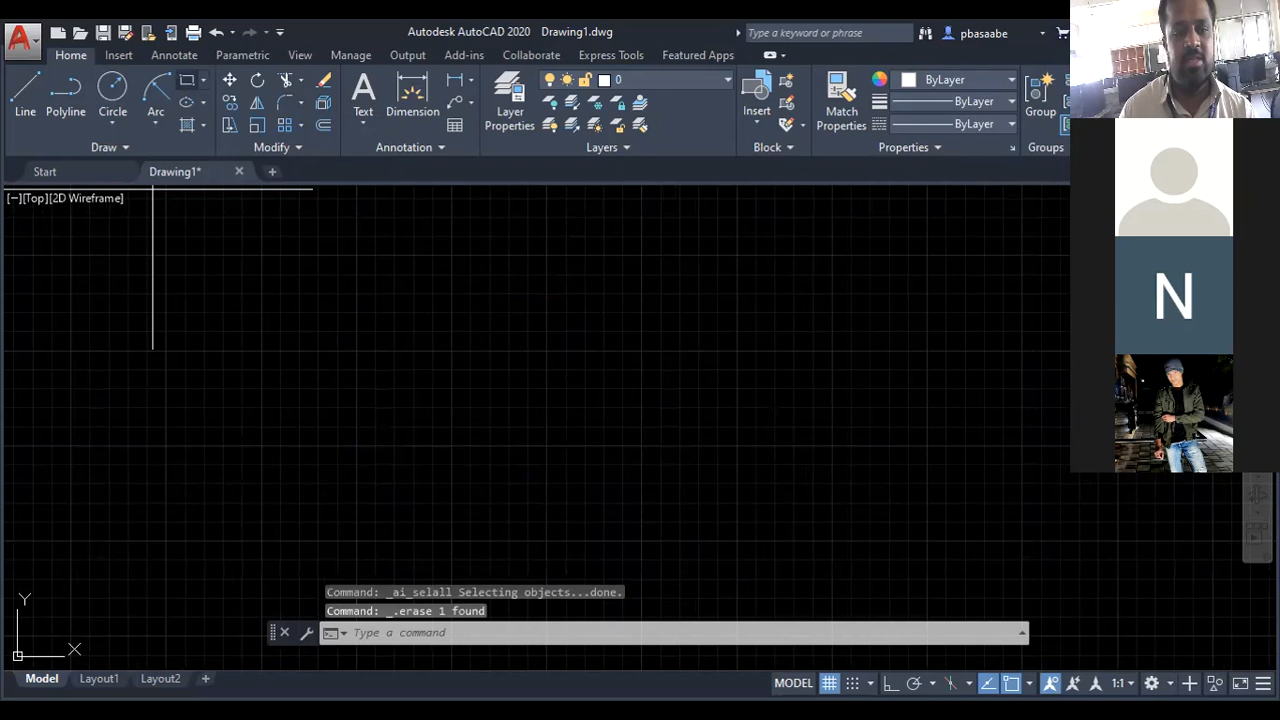 Autodesk AutoCAD 2020 Drawing1.dwg
Type a keyword or phrase
pbasaabe
Home Insert Annotate Parametric View Manage Output Add-ins Collaborate Express Tools Featured Apps
Line Polyline Circle Arc
Text Dimension
Layer Properties
0
Insert
Match Properties
ByLayer
ByLayer
ByLayer
Group
Draw Modify Annotation Layers Block Properties Groups
Start Drawing1*
[−][Top][2D Wireframe]
Y
X
Command: _ai_selall Selecting objects...done.
Command: _.erase 1 found
Type a command
Model Layout1 Layout2
MODEL 1:1
N